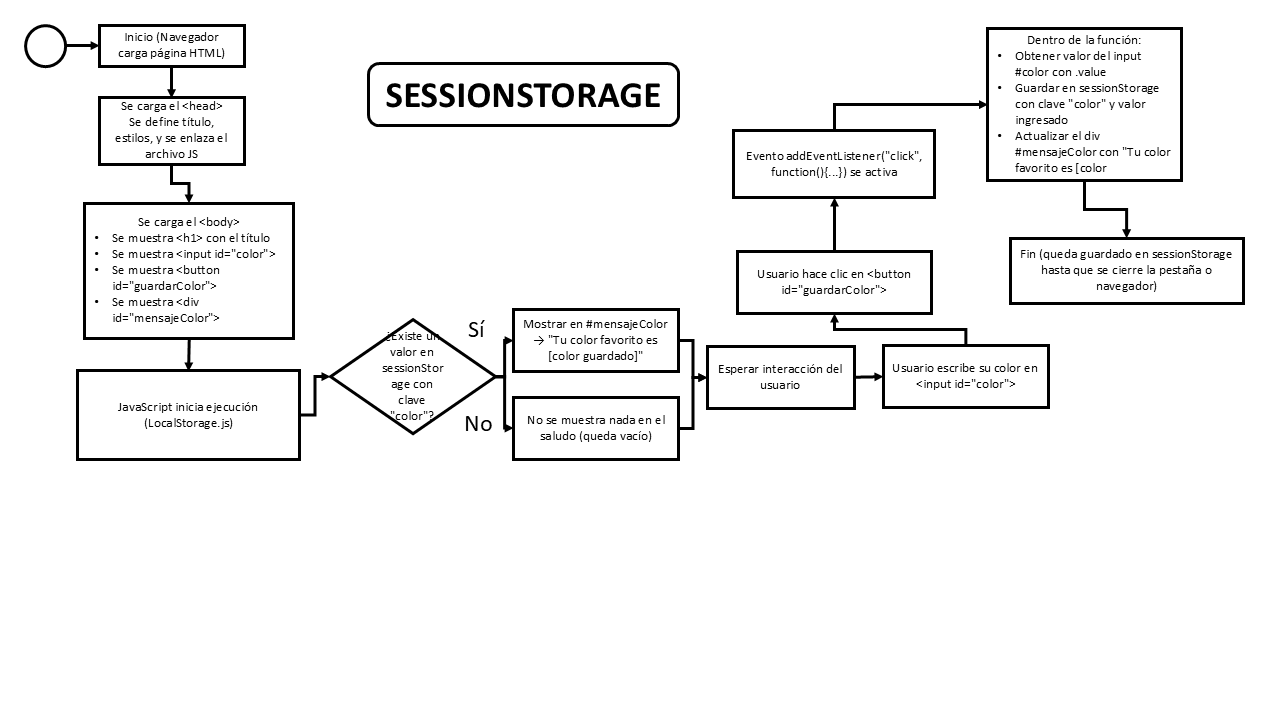 Inicio (Navegador
carga página HTML)
Se carga el <head>
Se define título,
estilos, y se enlaza el
archivo JS
Se carga el <body>
• Se muestra <h1> con el título
• Se muestra <input id="color">
• Se muestra <button
id="guardarColor">
• Se muestra <div
id="mensajeColor">
JavaScript inicia ejecución
(LocalStorage.js)
SESSIONSTORAGE
¿Existe un
valor en
sessionStor
age con
clave
"color"?
Sí
No
Mostrar en #mensajeColor
→ "Tu color favorito es
[color guardado]"
No se muestra nada en el
saludo (queda vacío)
Esperar interacción del
usuario
Usuario escribe su color en
<input id="color">
Usuario hace clic en <button
id="guardarColor">
Evento addEventListener("click",
function(){...}) se activa
Dentro de la función:
• Obtener valor del input
#color con .value
• Guardar en sessionStorage
con clave "color" y valor
ingresado
• Actualizar el div
#mensajeColor con "Tu color
favorito es [color
Fin (queda guardado en sessionStorage
hasta que se cierre la pestaña o
navegador)